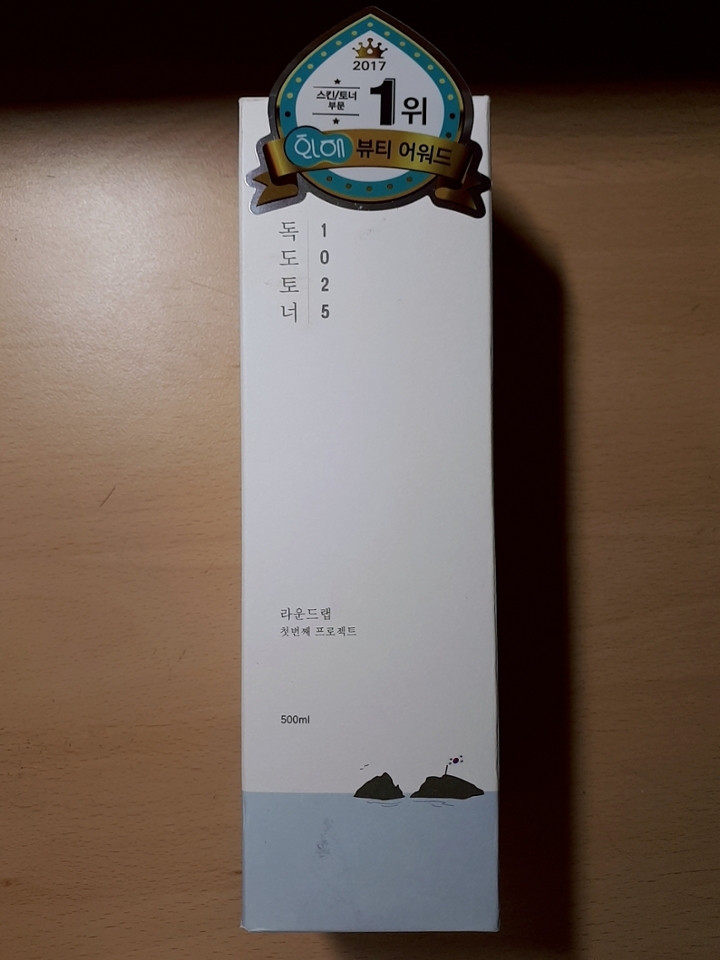 2017
스킨/토너
부문
1위
화해 뷰티 어워드
독도토너
1025
라운드랩
첫번째 프로젝트
500ml